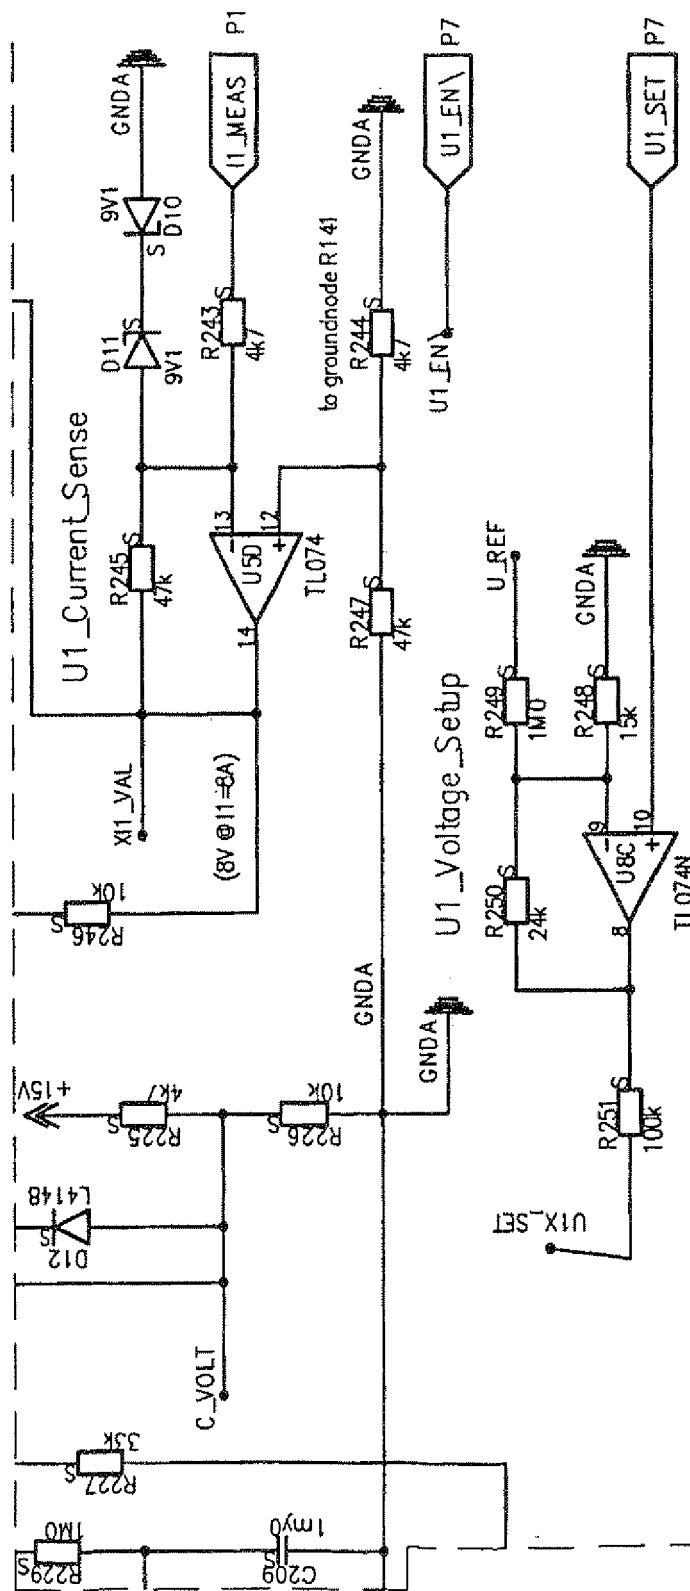 P1
I1_MEAS
GNDA
9V1
D10
S
D11
S
9V1
R243
S
4k7
U1_Current_Sense
R245
S
47k
13
12
U5D
TL074
14
XI1_VAL
(8V @ I1=8A)
R246
S
10k
P7
U1_EN\
U1_EN\
GNDA
to groundnode R141
R244
S
4k7
R247
S
47k
GNDA
GNDA
+15V
R225
S
4k7
R226
S
10k
D12
S
L4148
C_VOLT
R227
S
33k
R229
S
1M0
C209
S
1my0
P7
U1_SET
U1_Voltage_Setup
U_REF
GNDA
R249
S
1M0
R248
S
15k
R250
S
24k
9
10
U8C
TL074N
8
R251
S
100k
U1X_SET